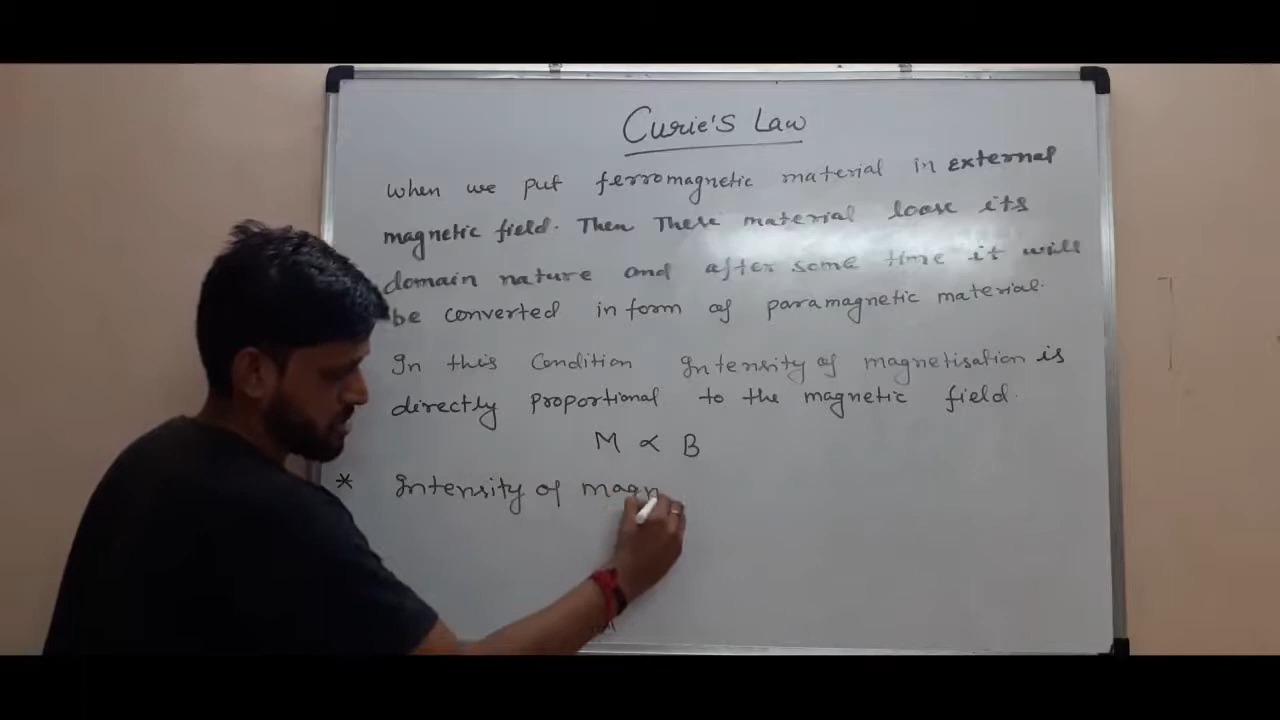 Curie's Law
When we put ferromagnetic material in external
magnetic field. Then These material loose its
domain nature and after some time it will
be converted in form of paramagnetic material.
In this Condition Intensity of magnetisation is
directly proportional to the magnetic field.
M ∝ B
* Intensity of magn